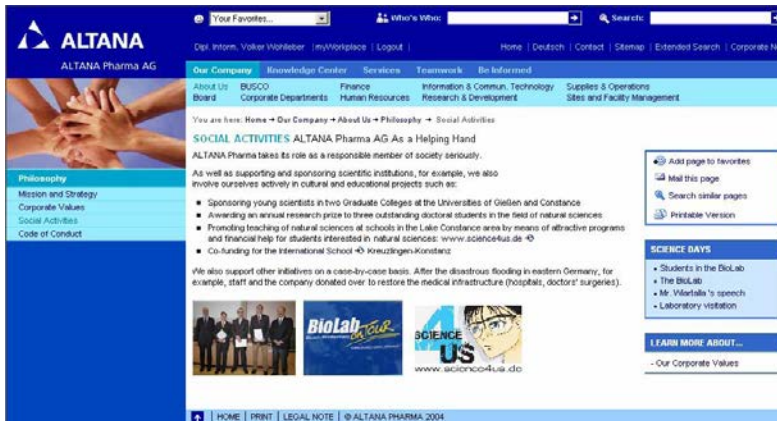 Your Favorites...
Who's Who:
Search:
ALTANA
ALTANA Pharma AG
Dipl. Inform. Volker Wohlleber | myWorkplace | Logout |
Home | Deutsch | Contact | Sitemap | Extended Search | Corporate
Our Company Knowledge Center Services Teamwork Be Informed
About Us BUSCO Finance Information & Commun. Technology Supplies & Operations
Board Corporate Departments Human Resources Research & Development Sites and Facility Management
You are here: Home → Our Company → About Us → Philosophy → Social Activities
SOCIAL ACTIVITIES ALTANA Pharma AG As a Helping Hand
ALTANA Pharma takes its role as a responsible member of society seriously.
As well as supporting and sponsoring scientific institutions, for example, we also
involve ourselves actively in cultural and educational projects such as:
Sponsoring young scientists in two Graduate Colleges at the Universities of Gießen and Constance
Awarding an annual research prize to three outstanding doctoral students in the field of natural sciences
Promoting teaching of natural sciences at schools in the Lake Constance area by means of attractive programs
and financial help for students interested in natural sciences: www.science4us.de
Co-funding for the International School Kreuzlingen-Konstanz
We also support other initiatives on a case-by-case basis. After the disastrous flooding in eastern Germany, for
example, staff and the company donated over to restore the medical infrastructure (hospitals, doctors' surgeries).
Philosophy
Mission and Strategy
Corporate Values
Social Activities
Code of Conduct
Add page to favorites
Mail this page
Search similar pages
Printable Version
SCIENCE DAYS
• Students in the BioLab
• The BioLab
• Mr. Wiartalla 's speech
• Laboratory visitation
LEARN MORE ABOUT...
- Our Corporate Values
BioLab
on TOUR
4
SCIENCE
US
www.science4us.de
| HOME | PRINT | LEGAL NOTE | © ALTANA PHARMA 2004